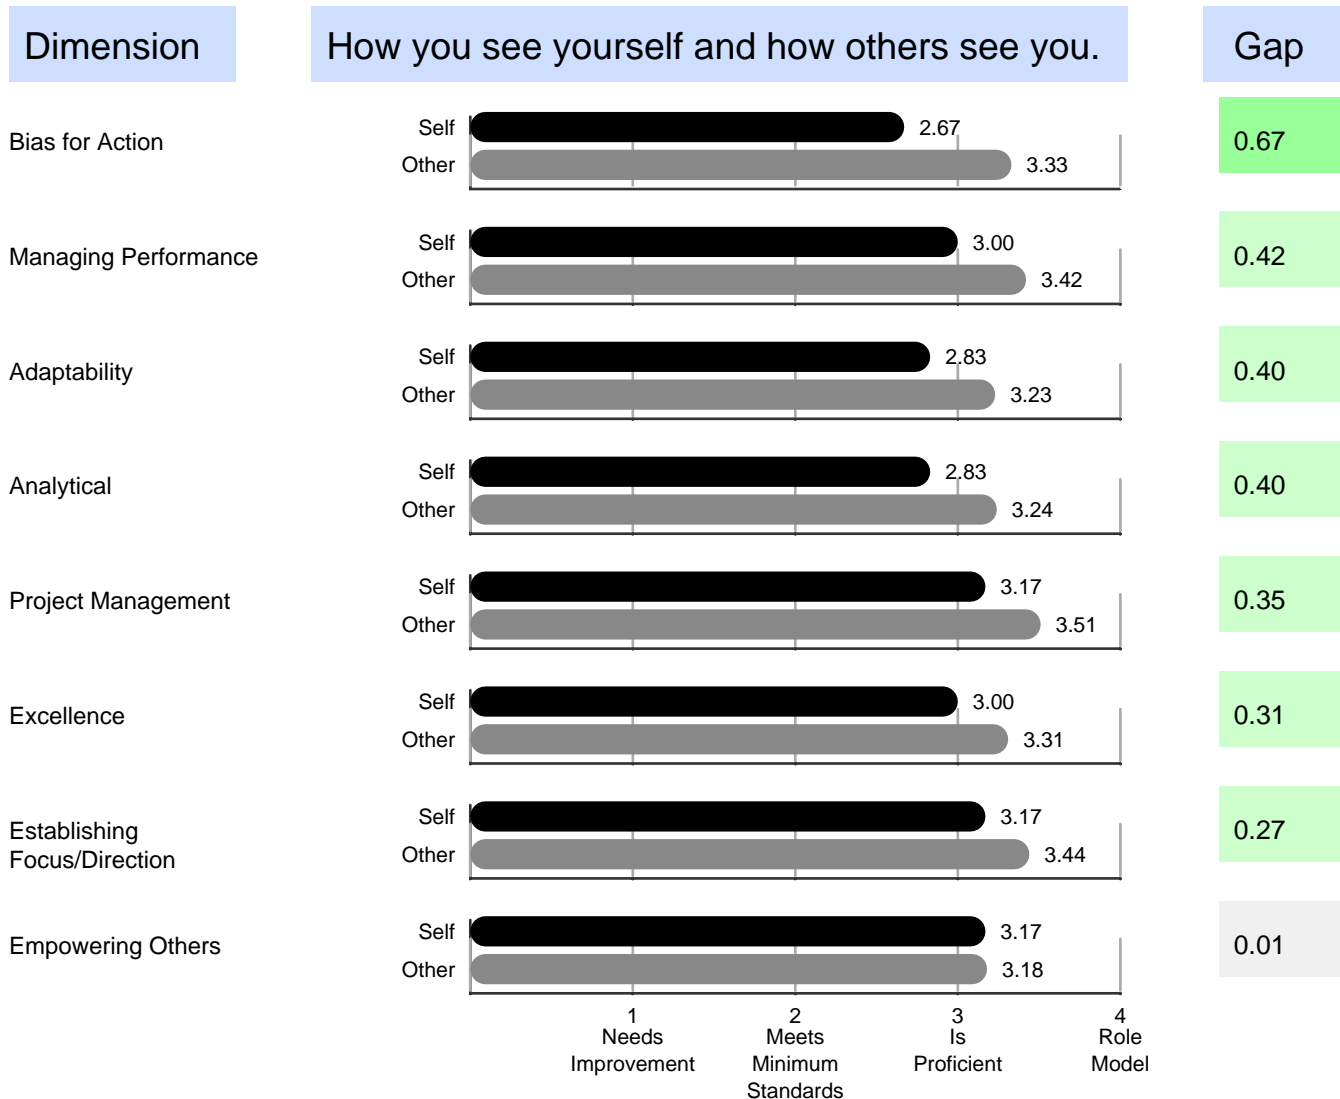 Dimension
How you see yourself and how others see you.
Gap
Bias for Action
Self
2.67
Other
3.33
0.67
Managing Performance
Self
3.00
Other
3.42
0.42
Adaptability
Self
2.83
Other
3.23
0.40
Analytical
Self
2.83
Other
3.24
0.40
Project Management
Self
3.17
Other
3.51
0.35
Excellence
Self
3.00
Other
3.31
0.31
Establishing
Focus/Direction
Self
3.17
Other
3.44
0.27
Empowering Others
Self
3.17
Other
3.18
0.01
1
Needs
Improvement
2
Meets
Minimum
Standards
3
Is
Proficient
4
Role
Model